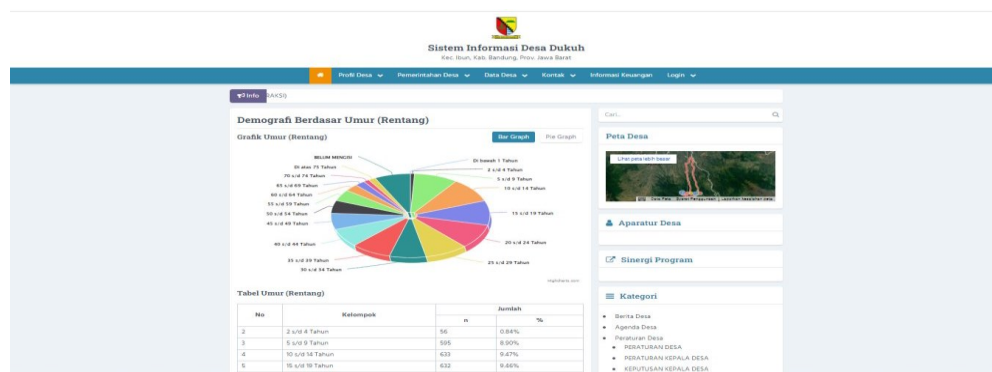 Sistem Informasi Desa Dukuh
Kec. Ibun, Kab. Bandung, Prov. Jawa Barat
Profil Desa
Pemerintahan Desa
Data Desa
Kontak
Informasi Keuangan
Login
Info
RAKSI)
Demografi Berdasar Umur (Rentang)
Grafik Umur (Rentang)
Bar Graph
Pie Graph
BELUM MENGISI
Di atas 75 Tahun
70 s/d 74 Tahun
65 s/d 69 Tahun
60 s/d 64 Tahun
55 s/d 59 Tahun
50 s/d 54 Tahun
45 s/d 49 Tahun
40 s/d 44 Tahun
35 s/d 39 Tahun
30 s/d 34 Tahun
Di bawah 1 Tahun
2 s/d 4 Tahun
5 s/d 9 Tahun
10 s/d 14 Tahun
15 s/d 19 Tahun
20 s/d 24 Tahun
25 s/d 29 Tahun
Tabel Umur (Rentang)
No Kelompok Jumlah
n %
2 2 s/d 4 Tahun 56 0.84%
3 5 s/d 9 Tahun 595 8.90%
4 10 s/d 14 Tahun 633 9.47%
5 15 s/d 19 Tahun 632 9.46%
Cari..
Peta Desa
Lihat peta lebih besar
Aparatur Desa
Sinergi Program
Kategori
Berita Desa
Agenda Desa
Peraturan Desa
PERATURAN DESA
PERATURAN KEPALA DESA
KEPUTUSAN KEPALA DESA